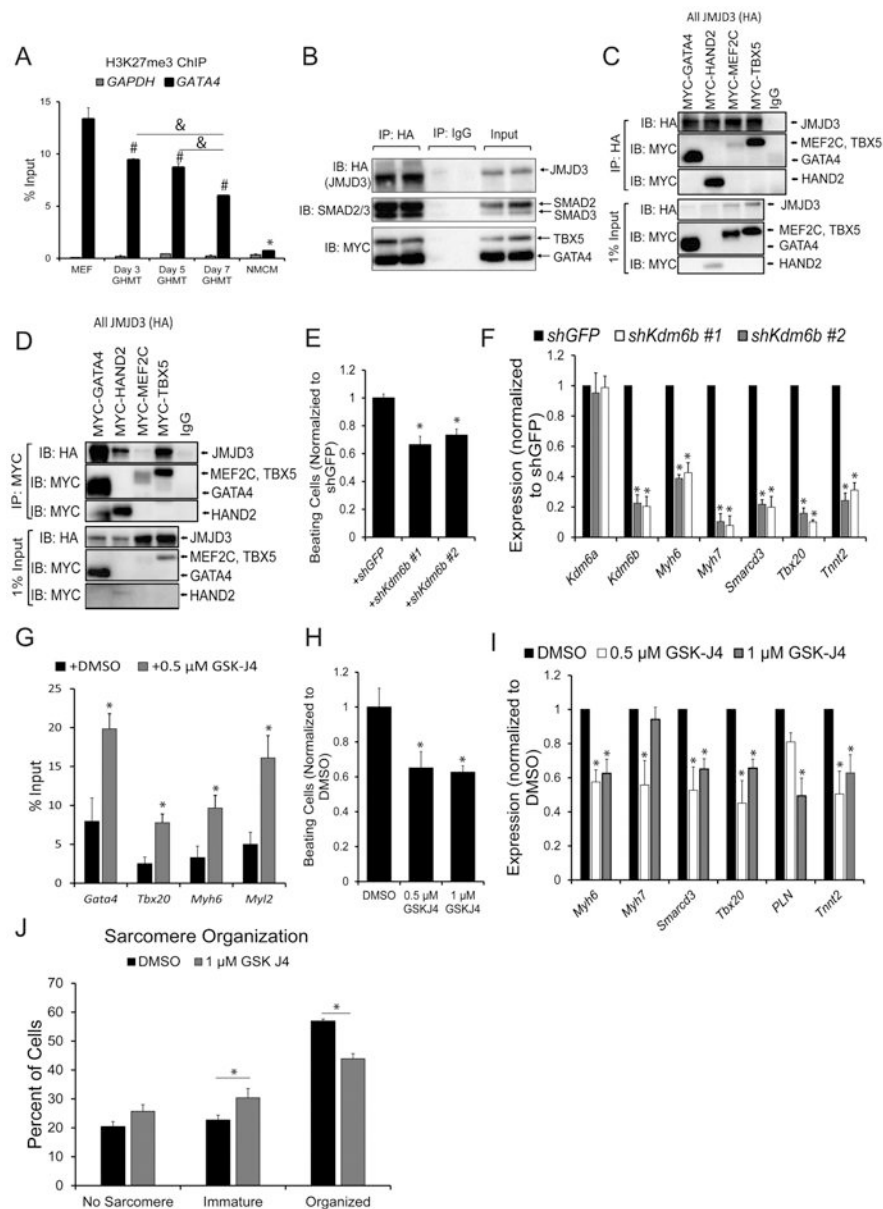 A
H3K27me3 ChIP
GAPDH GATA4
% Input
15
10
5
0
&
&
# # # *
MEF Day 3 GHMT Day 5 GHMT Day 7 GHMT NMCM
B
IP: HA IP: IgG Input
IB: HA (JMJD3) JMJD3
IB: SMAD2/3 SMAD2 SMAD3
IB: MYC TBX5 GATA4
C
All JMJD3 (HA)
MYC-GATA4 MYC-HAND2 MYC-MEF2C MYC-TBX5 IgG
IP: HA
IB: HA JMJD3
IB: MYC MEF2C, TBX5 GATA4
IB: MYC HAND2
1% Input
IB: HA JMJD3
IB: MYC MEF2C, TBX5 GATA4
IB: MYC HAND2
D
All JMJD3 (HA)
MYC-GATA4 MYC-HAND2 MYC-MEF2C MYC-TBX5 IgG
IP: MYC
IB: HA JMJD3
IB: MYC MEF2C, TBX5 GATA4
IB: MYC HAND2
1% Input
IB: HA JMJD3
IB: MYC MEF2C, TBX5 GATA4
IB: MYC HAND2
E
Beating Cells (Normalzied to shGFP)
1.2
1
0.8
0.6
0.4
0.2
0
* *
+shGFP +shKdm6b #1 +shKdm6b #2
F
shGFP shKdm6b #1 shKdm6b #2
Expression (normalized to shGFP)
1.2
1
0.8
0.6
0.4
0.2
0
* * * * * * * * * * * *
Kdm6a Kdm6b Myh6 Myh7 Smarcd3 Tbx20 Tnnt2
G
+DMSO +0.5 µM GSK-J4
% Input
25
20
15
10
5
0
* * * *
Gata4 Tbx20 Myh6 Myl2
H
Beating Cells (Normalized to DMSO)
1.2
1
0.8
0.6
0.4
0.2
0
* *
DMSO 0.5 µM GSKJ4 1 µM GSKJ4
I
DMSO 0.5 µM GSK-J4 1 µM GSK-J4
Expression (normalized to DMSO)
1.2
1
0.8
0.6
0.4
0.2
0
* * * * * * * * * *
Myh6 Myh7 Smarcd3 Tbx20 PLN Tnnt2
J
Sarcomere Organization
DMSO 1 µM GSK J4
Percent of Cells
70
60
50
40
30
20
10
0
* *
No Sarcomere Immature Organized